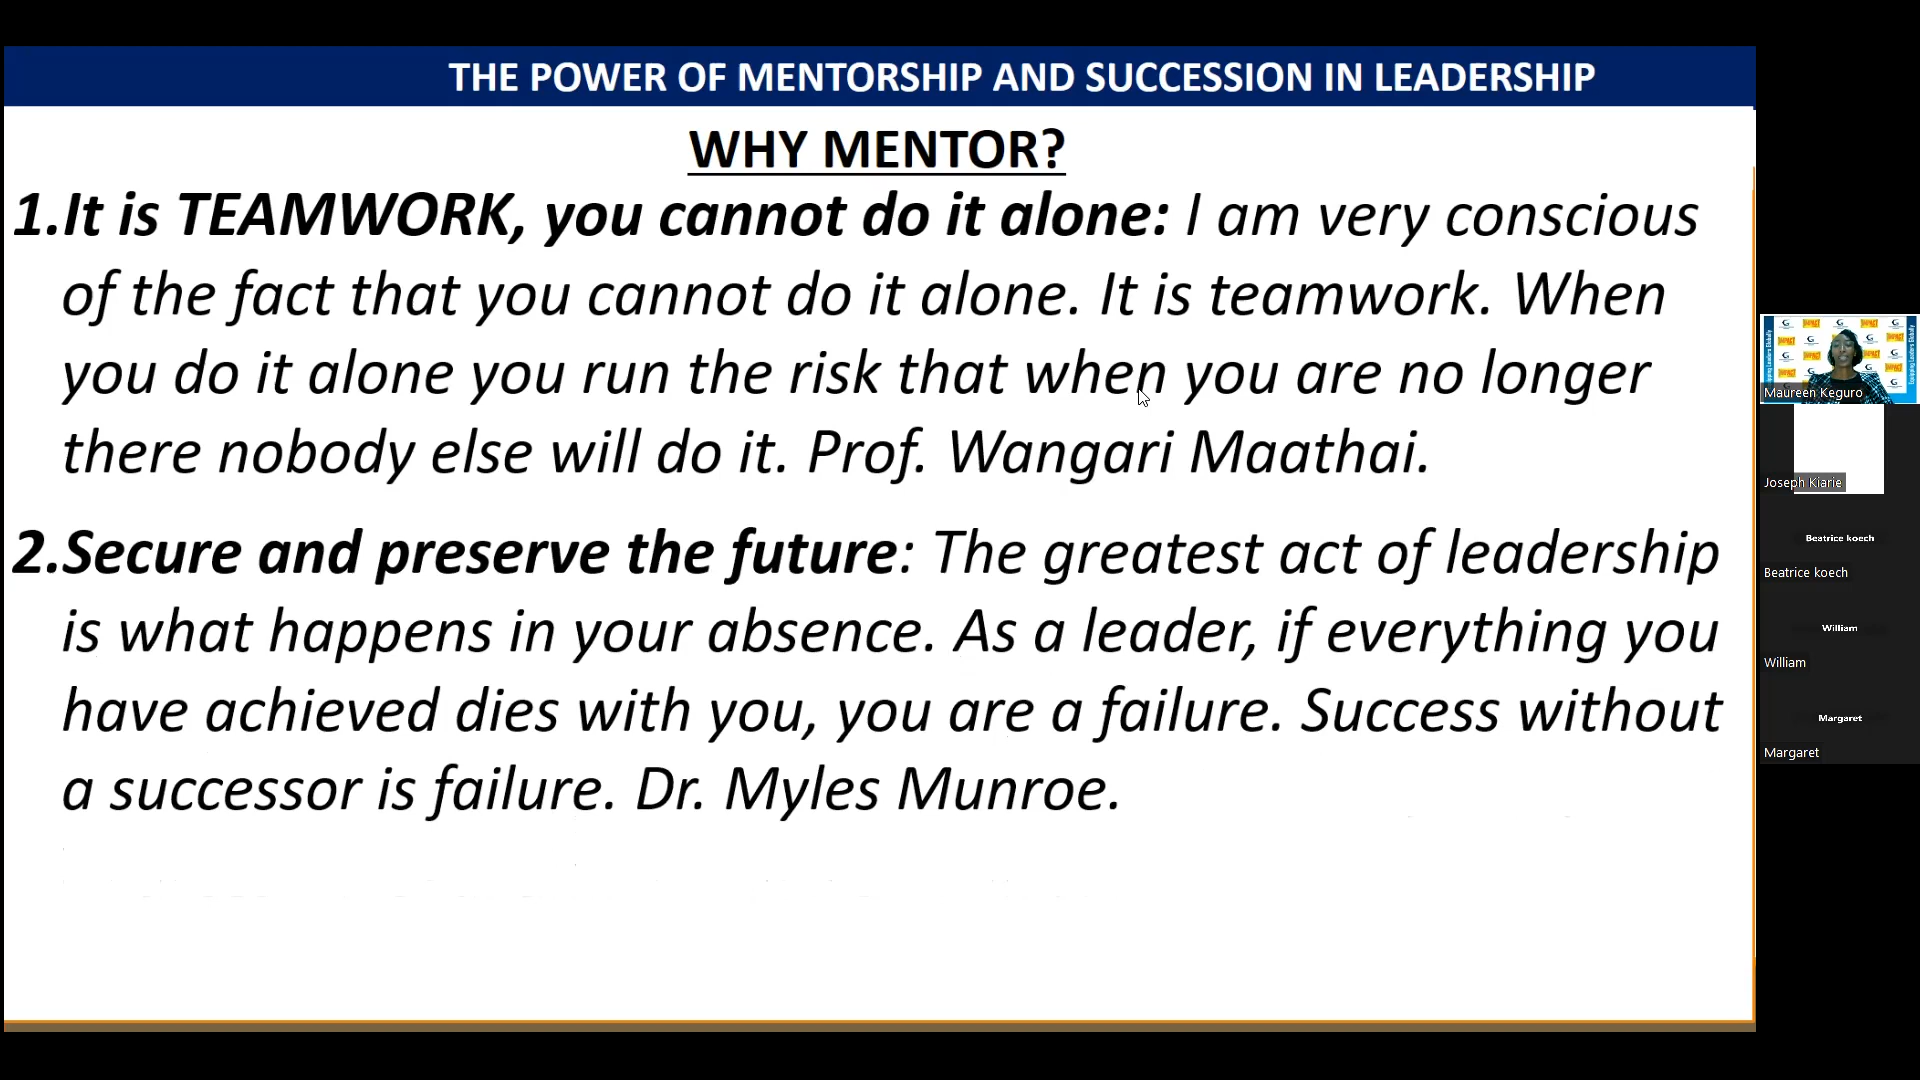 THE POWER OF MENTORSHIP AND SUCCESSION IN LEADERSHIP
WHY MENTOR?
1.It is TEAMWORK, you cannot do it alone: I am very conscious
of the fact that you cannot do it alone. It is teamwork. When
you do it alone you run the risk that when you are no longer
there nobody else will do it. Prof. Wangari Maathai.
2.Secure and preserve the future: The greatest act of leadership
is what happens in your absence. As a leader, if everything you
have achieved dies with you, you are a failure. Success without
a successor is failure. Dr. Myles Munroe.
Maureen Keguro
Joseph Kiarie
Beatrice koech
Beatrice koech
William
William
Margaret
Margaret